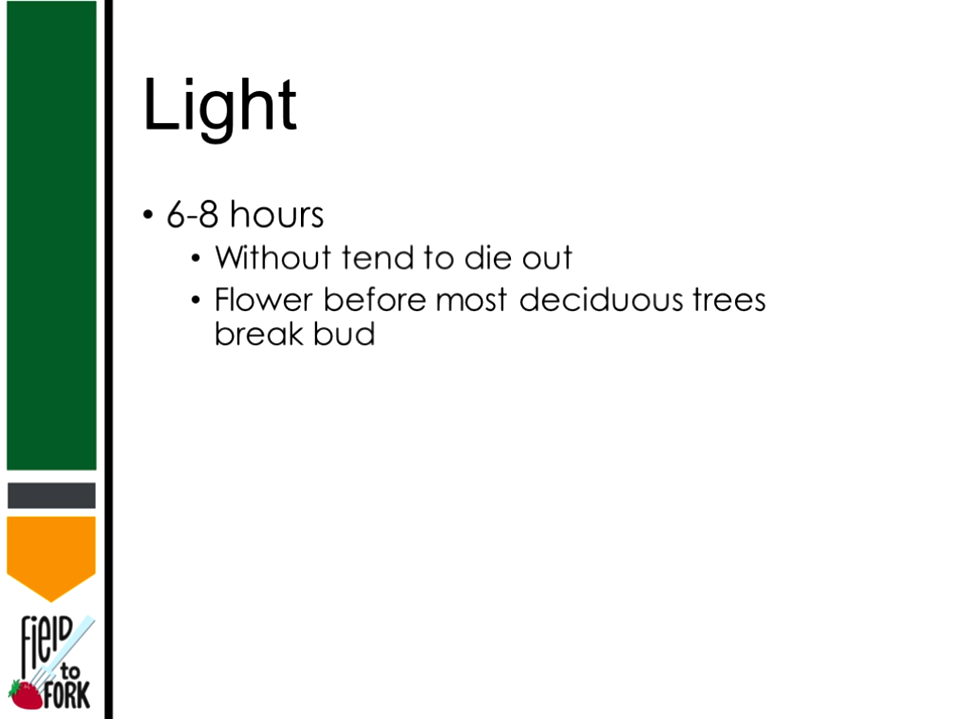 Light
• 6-8 hours
• Without tend to die out
• Flower before most deciduous trees
break bud
FielD
to
FORK